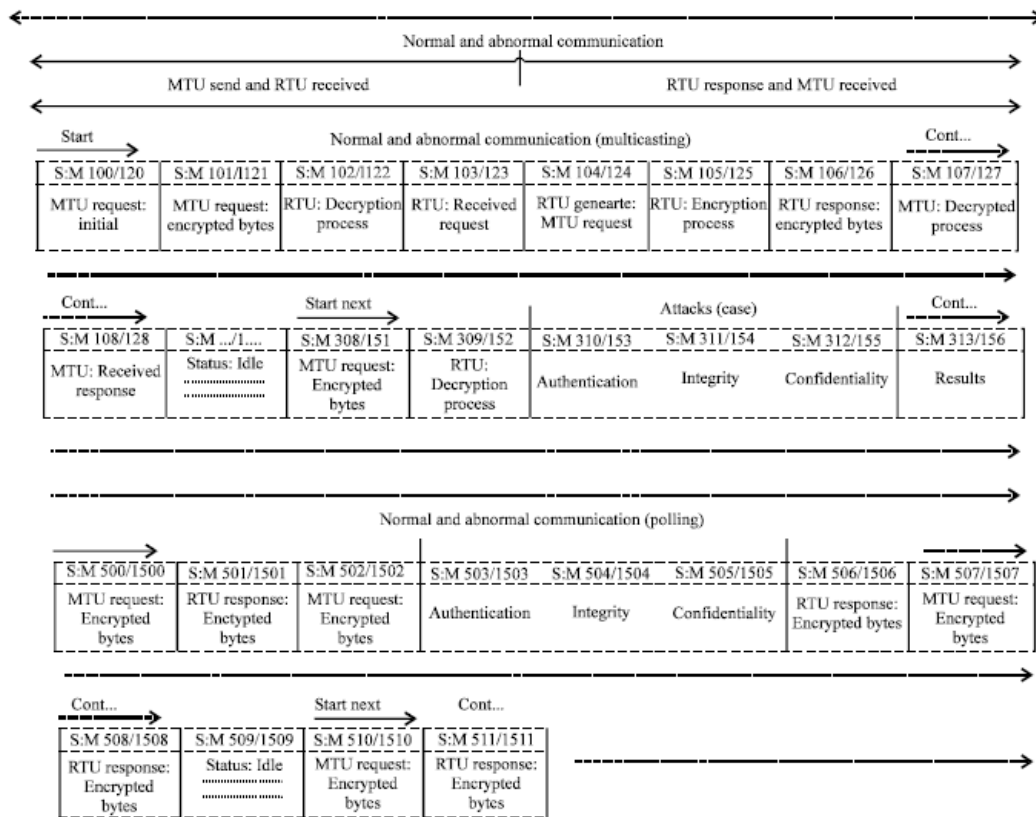 Normal and abnormal communication
MTU send and RTU received RTU response and MTU received
Start Normal and abnormal communication (multicasting) Cont...
S:M 100/120 S:M 101/l121 S:M 102/l122 S:M 103/123 S:M 104/124 S:M 105/125 S:M 106/126 S:M 107/127
MTU request: initial
MTU request: encrypted bytes
RTU: Decryption process
RTU: Received request
RTU genearte: MTU request
RTU: Encryption process
RTU response: encrypted bytes
MTU: Decrypted process
Cont... Start next Attacks (case) Cont...
S:M 108/128 S:M .../1.... S:M 308/151 S:M 309/152 S:M 310/153 S:M 311/154 S:M 312/155 S:M 313/156
MTU: Received response
Status: Idle
MTU request: Encrypted bytes
RTU: Decryption process
Authentication
Integrity
Confidentiality
Results
Normal and abnormal communication (polling)
S:M 500/1500 S:M 501/1501 S:M 502/1502 S:M 503/1503 S:M 504/1504 S:M 505/1505 S:M 506/1506 S:M 507/1507
MTU request: Encrypted bytes
RTU response: Enctypted bytes
MTU request: Encrypted bytes
Authentication
Integrity
Confidentiality
RTU response: Encrypted bytes
MTU request: Encrypted bytes
Cont... Start next Cont...
S:M 508/1508 S:M 509/1509 S:M 510/1510 S:M 511/1511
RTU response: Encrypted bytes
Status: Idle
MTU request: Encrypted bytes
RTU response: Encrypted bytes